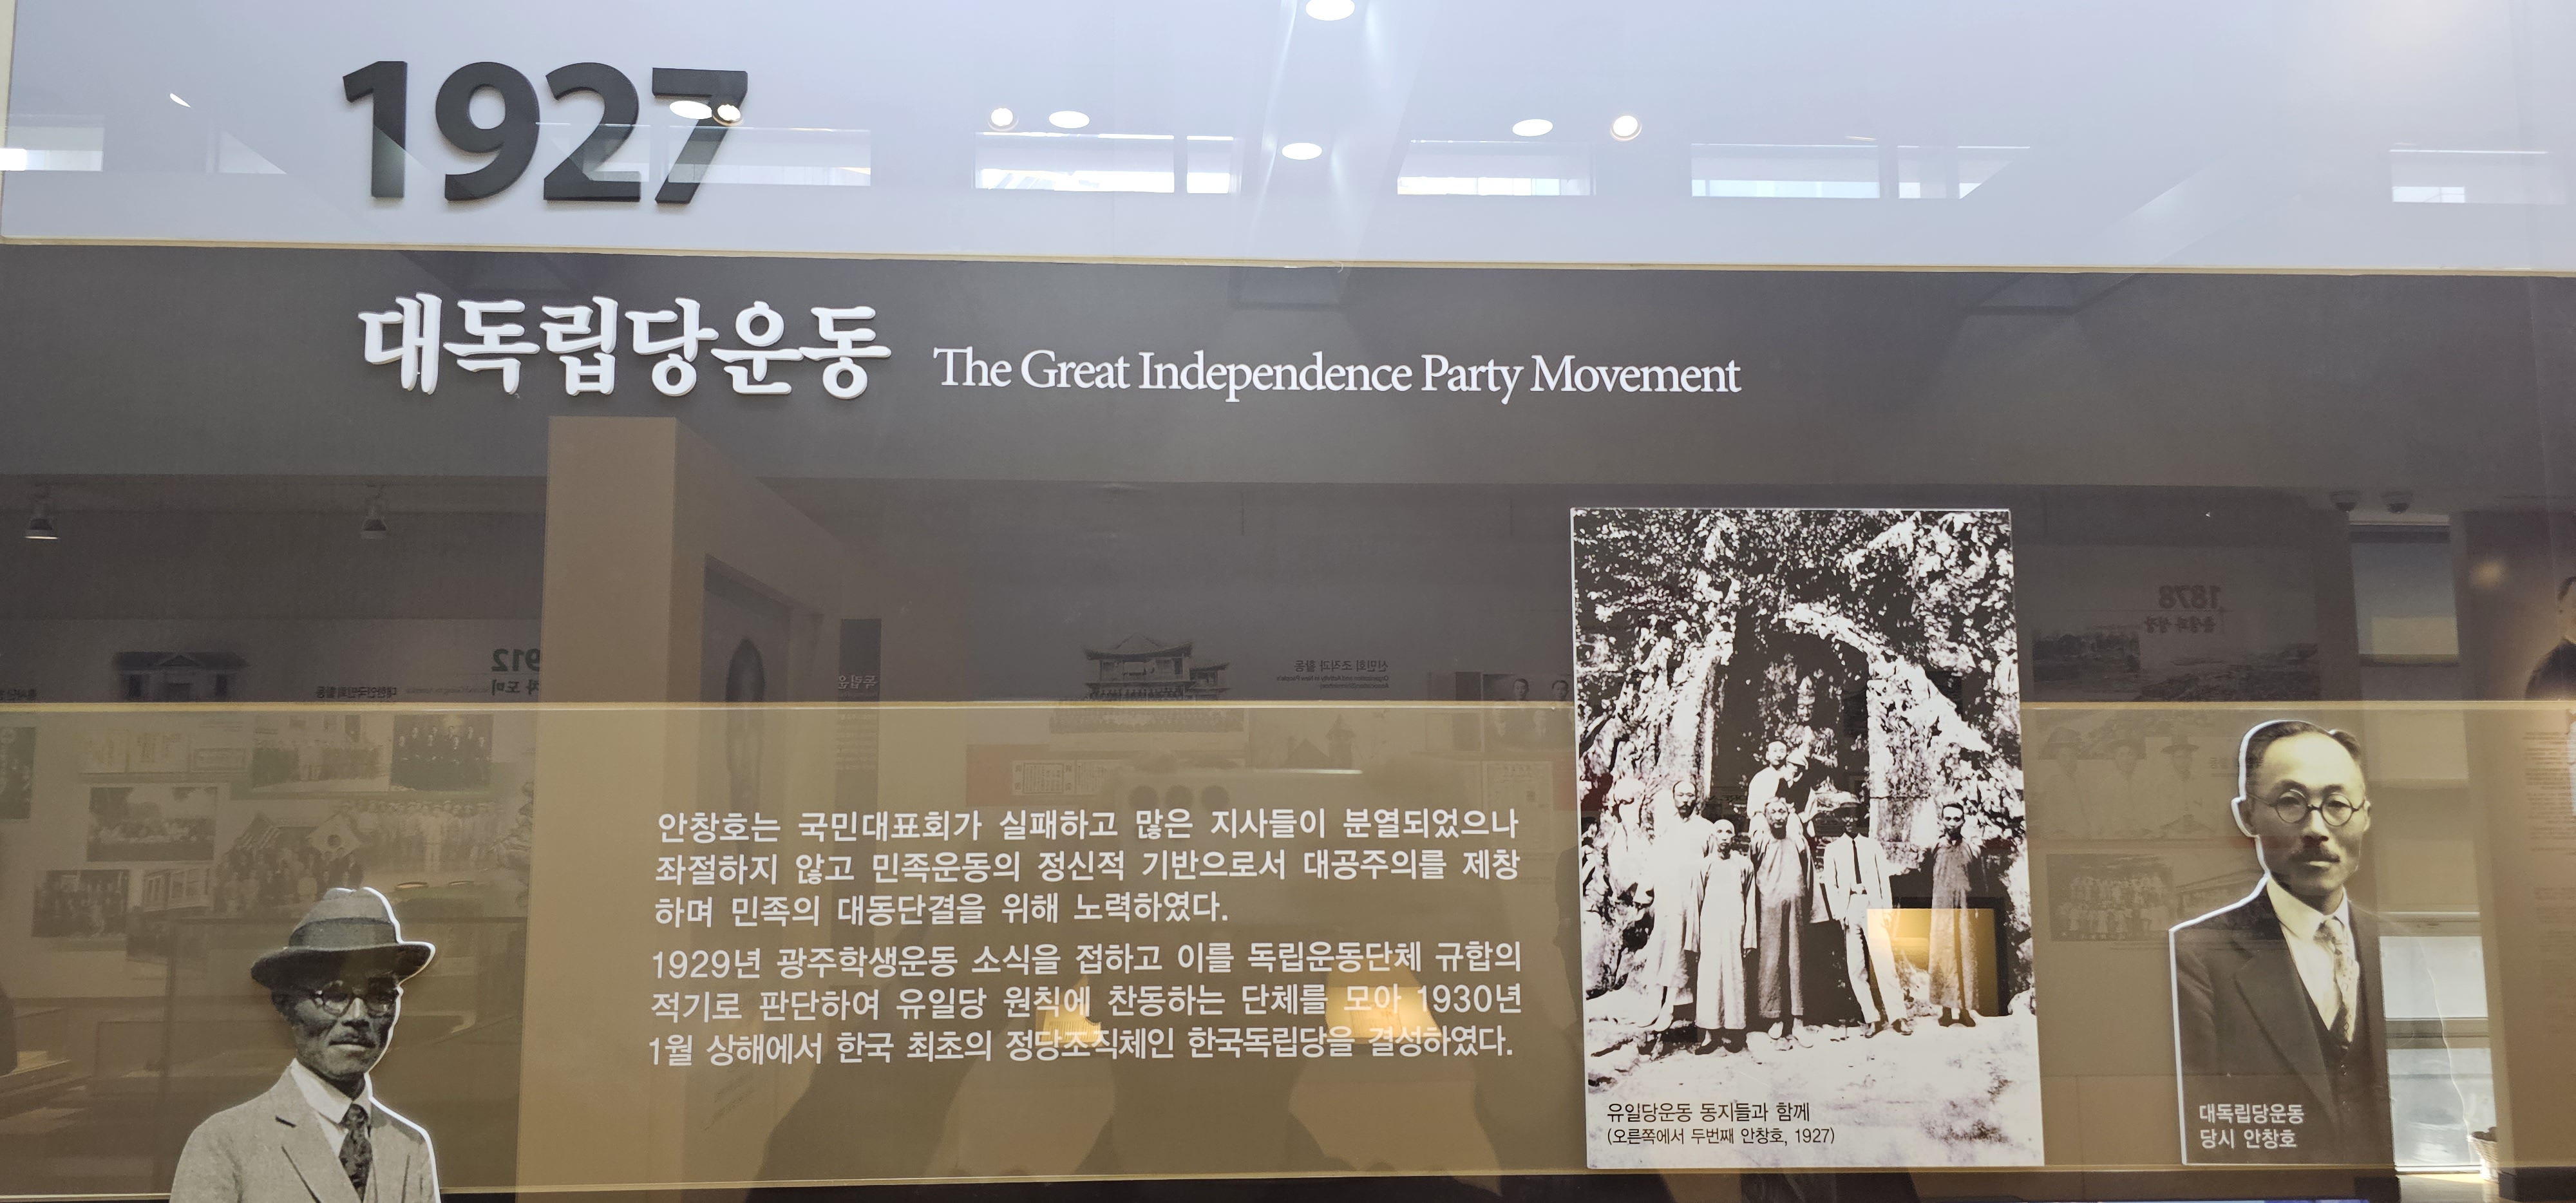 1927
대독립당운동 The Great Independence Party Movement
안창호는 국민대표회가 실패하고 많은 지사들이 분열되었으나
좌절하지 않고 민족운동의 정신적 기반으로서 대공주의를 제창
하며 민족의 대동단결을 위해 노력하였다.
1929년 광주학생운동 소식을 접하고 이를 독립운동단체 규합의
적기로 판단하여 유일당 원칙에 찬동하는 단체를 모아 1930년
1월 상해에서 한국 최초의 정당조직체인 한국독립당을 결성하였다.
유일당운동 동지들과 함께
(오른쪽에서 두번째 안창호, 1927)
대독립당운동
당시 안창호
1878
신민회 조직과 활동